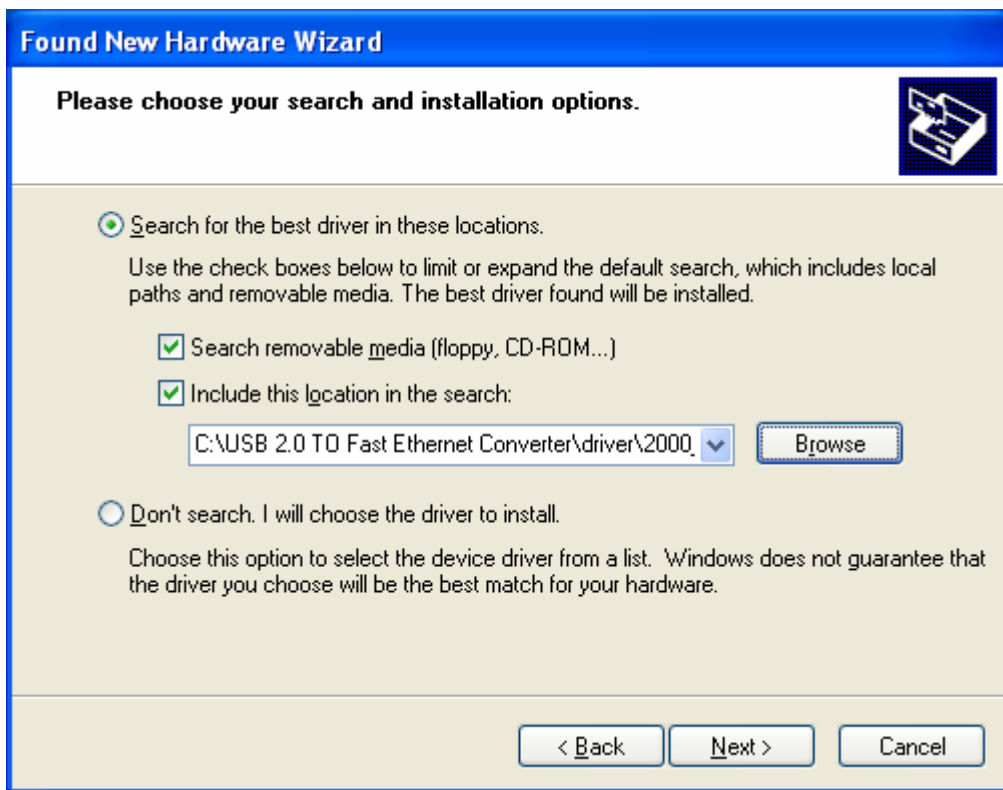 Found New Hardware Wizard
Please choose your search and installation options.
Search for the best driver in these locations.
Use the check boxes below to limit or expand the default search, which includes local
paths and removable media. The best driver found will be installed.
Search removable media (floppy, CD-ROM...)
Include this location in the search:
C:\USB 2.0 TO Fast Ethernet Converter\driver\2000_
Browse
Don't search. I will choose the driver to install.
Choose this option to select the device driver from a list. Windows does not guarantee that
the driver you choose will be the best match for your hardware.
< Back
Next >
Cancel